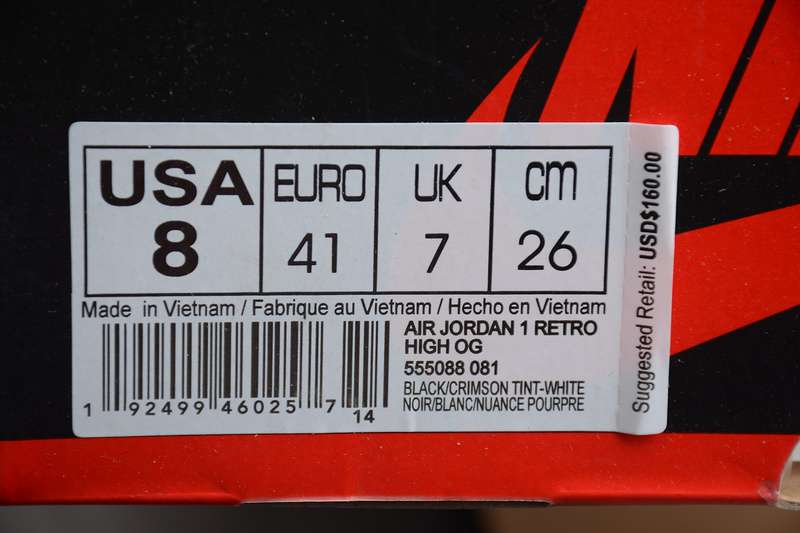 USA EURO UK cm
8 41 7 26
Made in Vietnam / Fabrique au Vietnam / Hecho en Vietnam
AIR JORDAN 1 RETRO
HIGH OG
555088 081
BLACK/CRIMSON TINT-WHITE
NOIR/BLANC/NUANCE POURPRE
1 92499 46025 7 14
Suggested Retail: USD$160.00